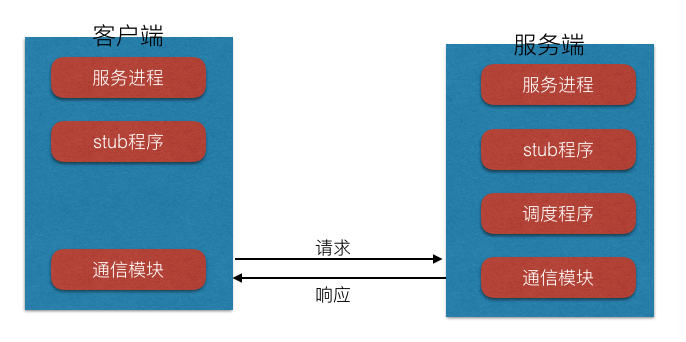 客户端
服务进程
stub程序
通信模块
请求
响应
服务端
服务进程
stub程序
调度程序
通信模块